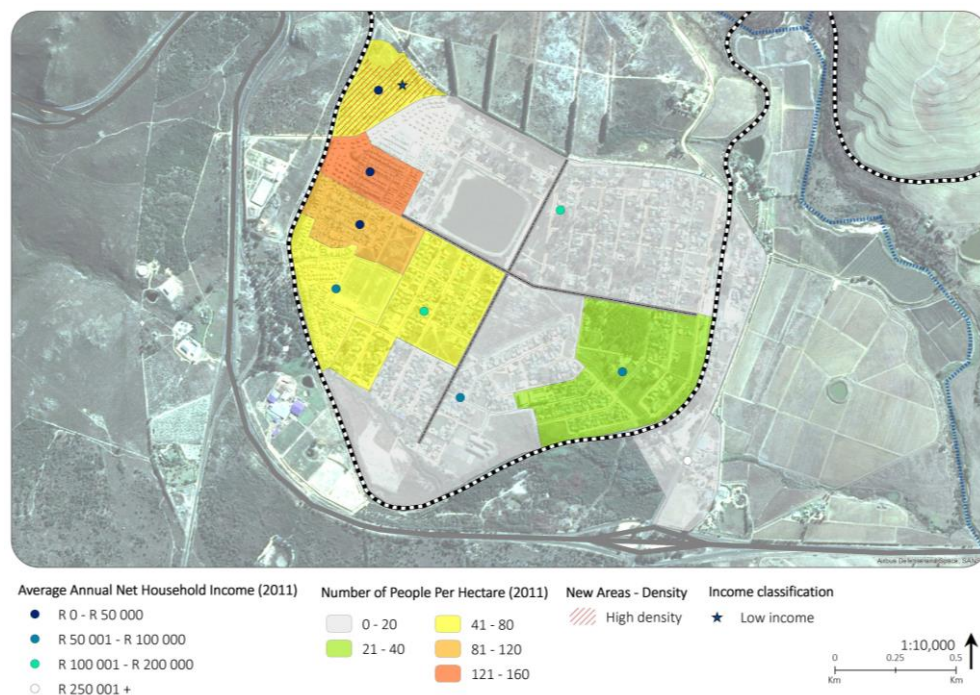 Average Annual Net Household Income (2011)
R 0 - R 50 000
R 50 001 - R 100 000
R 100 001 - R 200 000
R 250 001 +
Number of People Per Hectare (2011)
0 - 20
21 - 40
41 - 80
81 - 120
121 - 160
New Areas - Density
High density
Income classification
Low income
1:10,000
0 0.25 0.5
Km Km